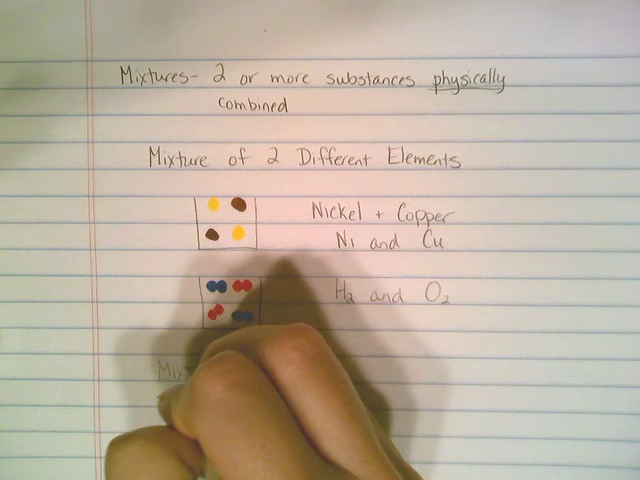 Mixtures- 2 or more substances physically
combined
Mixture of 2 Different Elements
Nickel + Copper
Ni and Cu
H₂ and O₂
Mix